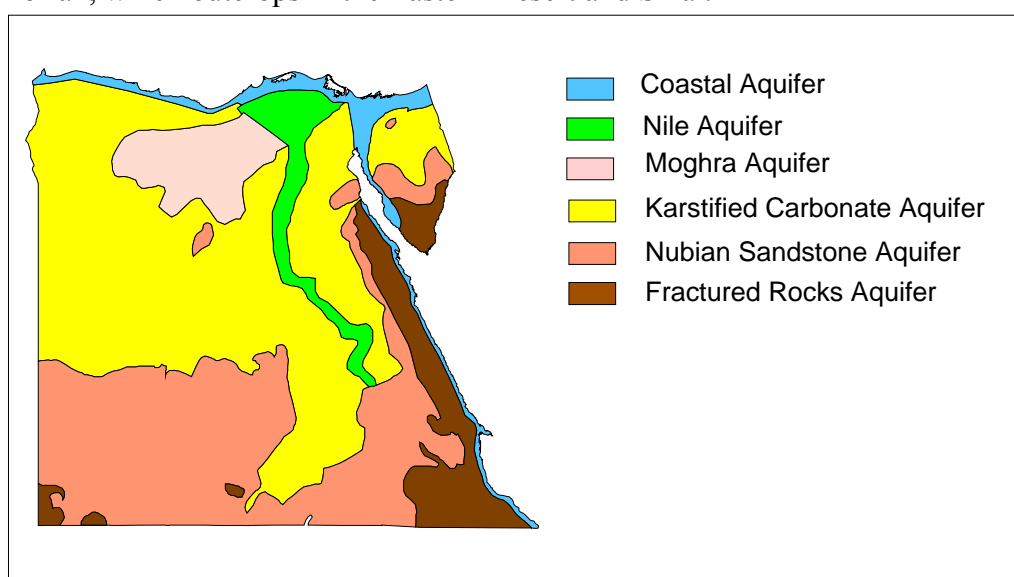 Coastal Aquifer
Nile Aquifer
Moghra Aquifer
Karstified Carbonate Aquifer
Nubian Sandstone Aquifer
Fractured Rocks Aquifer